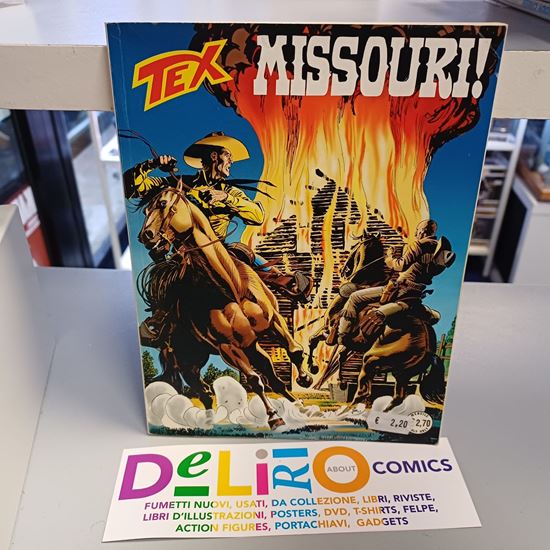 TEX
MISSOURI!
€ 2,20
2,70
DeLiRiO
ABOUT
COMICS
FUMETTI NUOVI, USATI, DA COLLEZIONE, LIBRI, RIVISTE,
LIBRI D'ILLUSTRAZIONI, POSTERS, DVD, T-SHIRTS, FELPE,
ACTION FIGURES, PORTACHIAVI, GADGETS